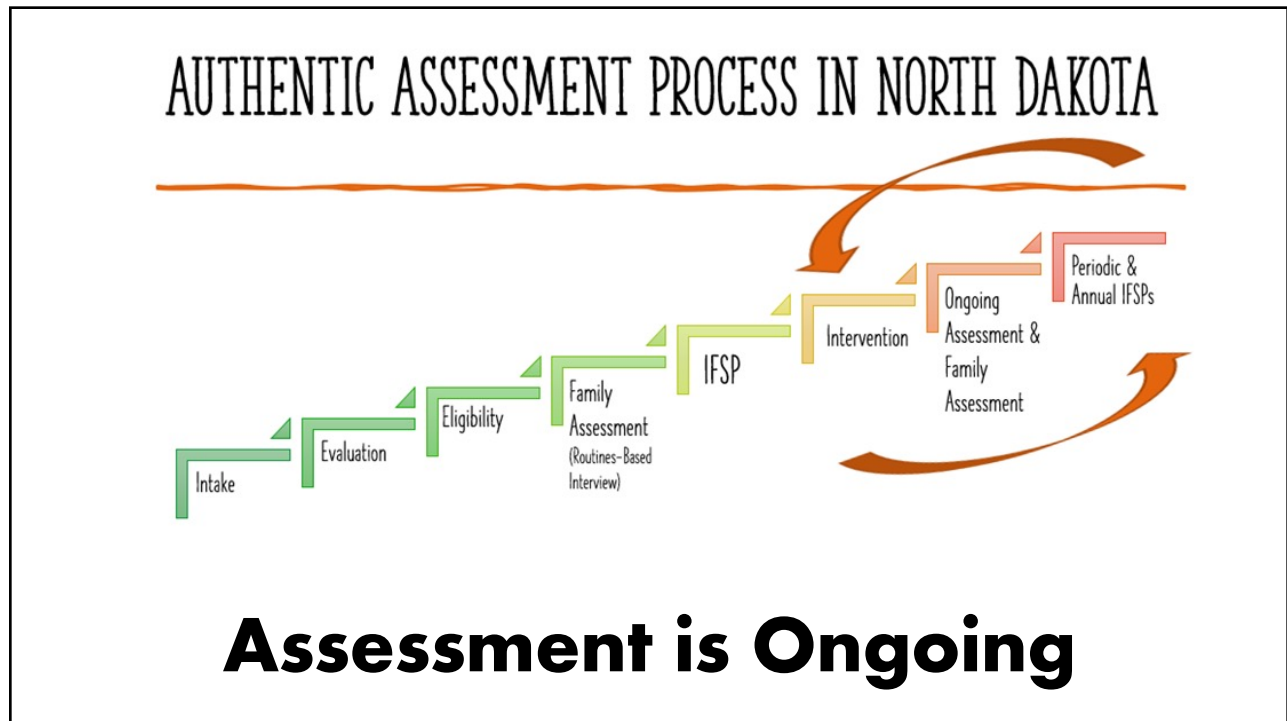 AUTHENTIC ASSESSMENT PROCESS IN NORTH DAKOTA
Intake
Evaluation
Eligibility
Family
Assessment
(Routines-Based
Interview)
IFSP
Intervention
Ongoing
Assessment &
Family
Assessment
Periodic &
Annual IFSPs
Assessment is Ongoing